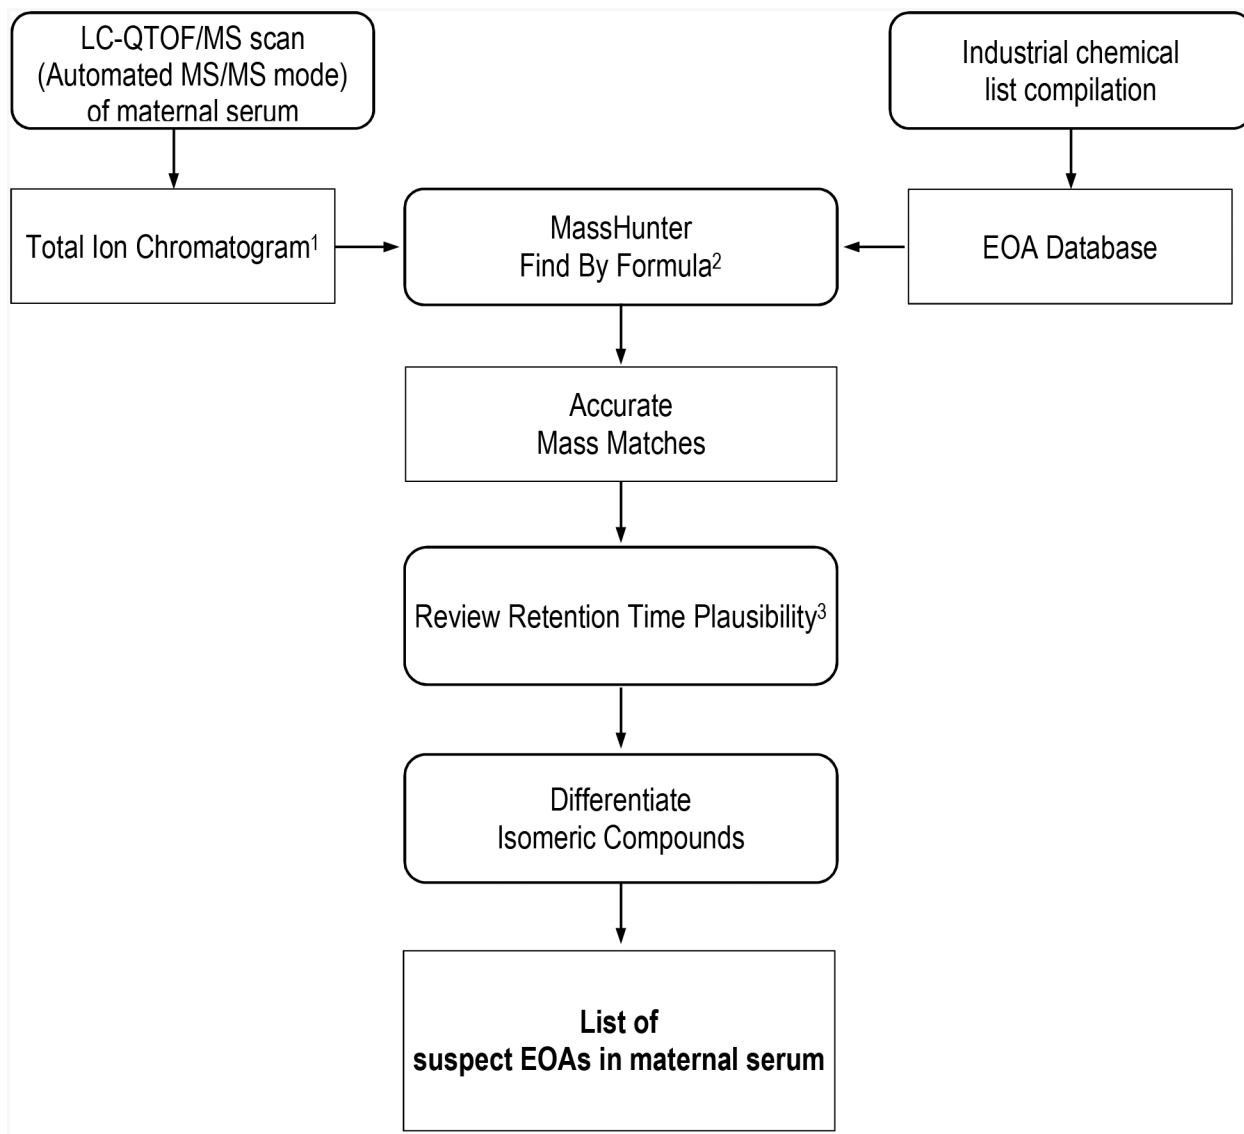 LC-QTOF/MS scan
(Automated MS/MS mode)
of maternal serum
Industrial chemical
list compilation
Total Ion Chromatogram¹
MassHunter
Find By Formula²
EOA Database
Accurate
Mass Matches
Review Retention Time Plausibility³
Differentiate
Isomeric Compounds
List of
suspect EOAs in maternal serum